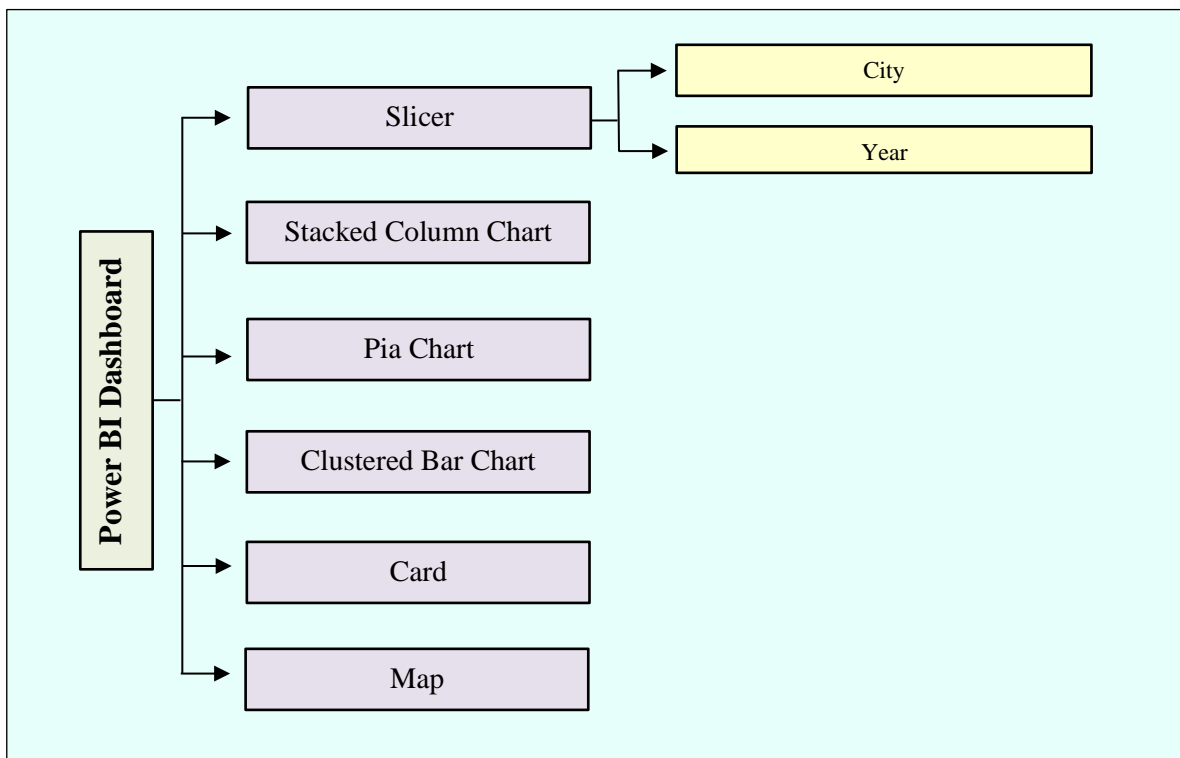 Power BI Dashboard
Slicer
City
Year
Stacked Column Chart
Pia Chart
Clustered Bar Chart
Card
Map